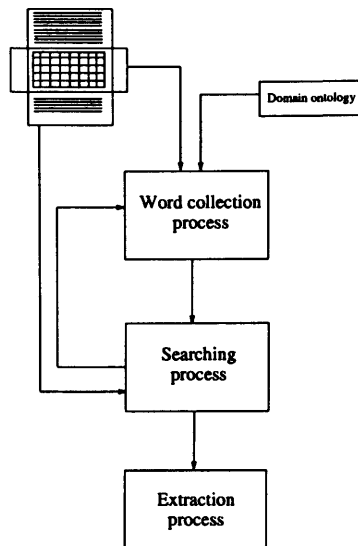 Domain ontology
Word collection
process
Searching
process
Extraction
process